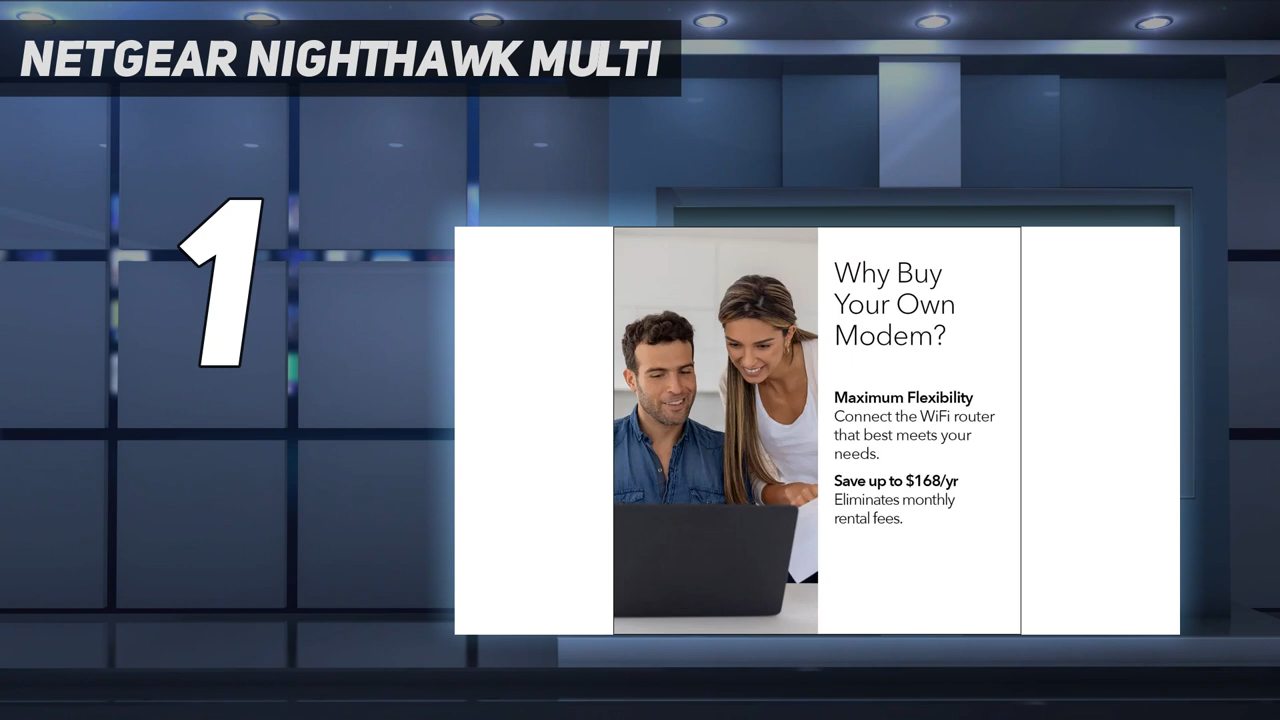 NETGEAR NIGHTHAWK MULTI
1
Why Buy
Your Own
Modem?
Maximum Flexibility
Connect the WiFi router
that best meets your
needs.
Save up to $168/yr
Eliminates monthly
rental fees.